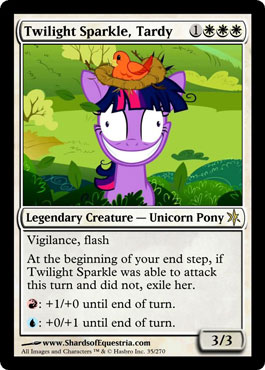 Twilight Sparkle, Tardy 1
Legendary Creature — Unicorn Pony
Vigilance, flash
At the beginning of your end step, if
Twilight Sparkle was able to attack
this turn and did not, exile her.
: +1/+0 until end of turn.
: +0/+1 until end of turn.
3/3
www.ShardsofEquestria.com
All Images and Characters ™ & © Hasbro Inc. 35/270